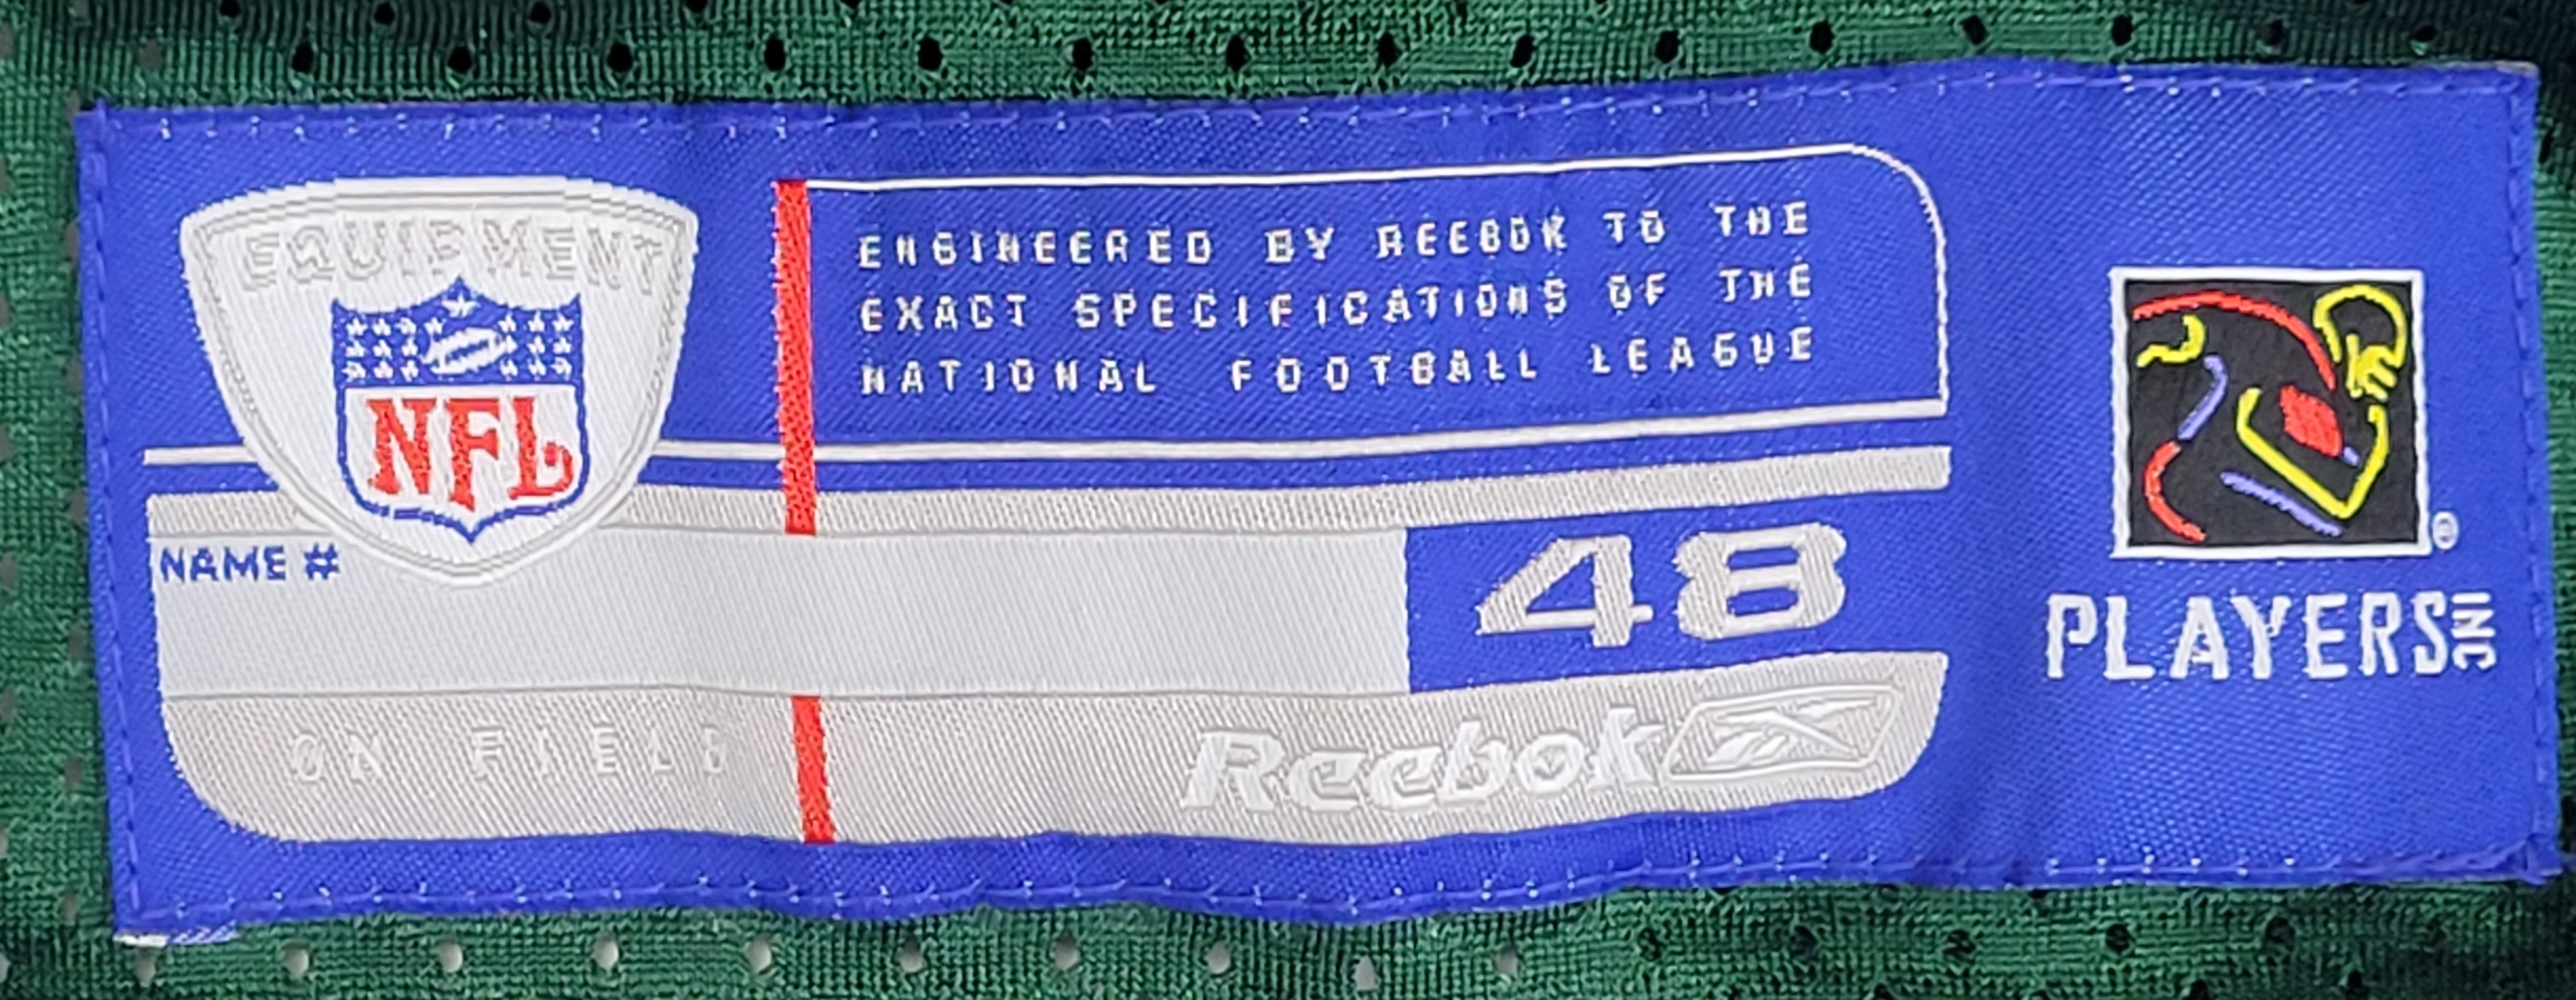 EQUIPMENT
NFL
ENGINEERED BY REEBOK TO THE
EXACT SPECIFICATIONS OF THE
NATIONAL FOOTBALL LEAGUE
NAME #
48
ON FIELD
Reebok
®
PLAYERS INC